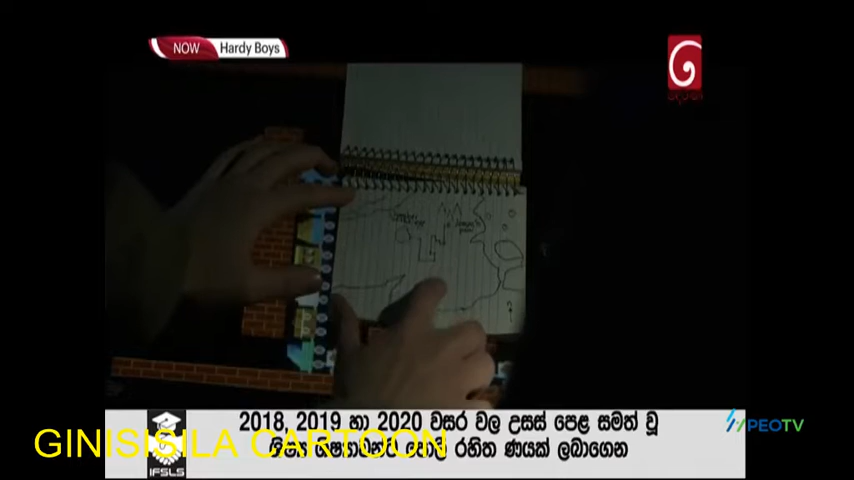 NOW
Hardy Boys
2018, 2019 හා 2020 වසර වල උසස් පෙළ සමත් වූ
රහිත ණයක් ලබාගෙන
IFSLS
PEOTV
GINISISILA CARTOON